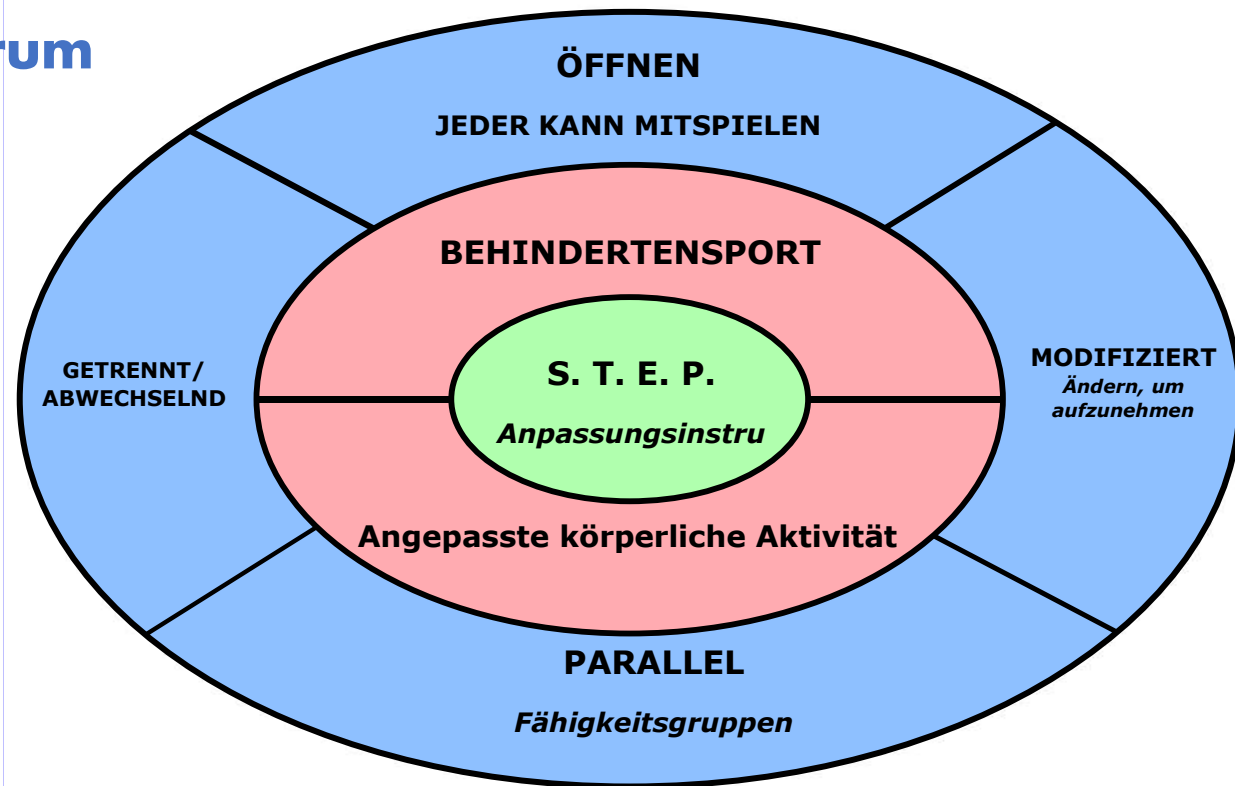 rum
ÖFFNEN
JEDER KANN MITSPIELEN
BEHINDERTENSPORT
GETRENNT/
ABWECHSELND
S. T. E. P.
Anpassungsinstru
MODIFIZIERT
Ändern, um
aufzunehmen
Angepasste körperliche Aktivität
PARALLEL
Fähigkeitsgruppen